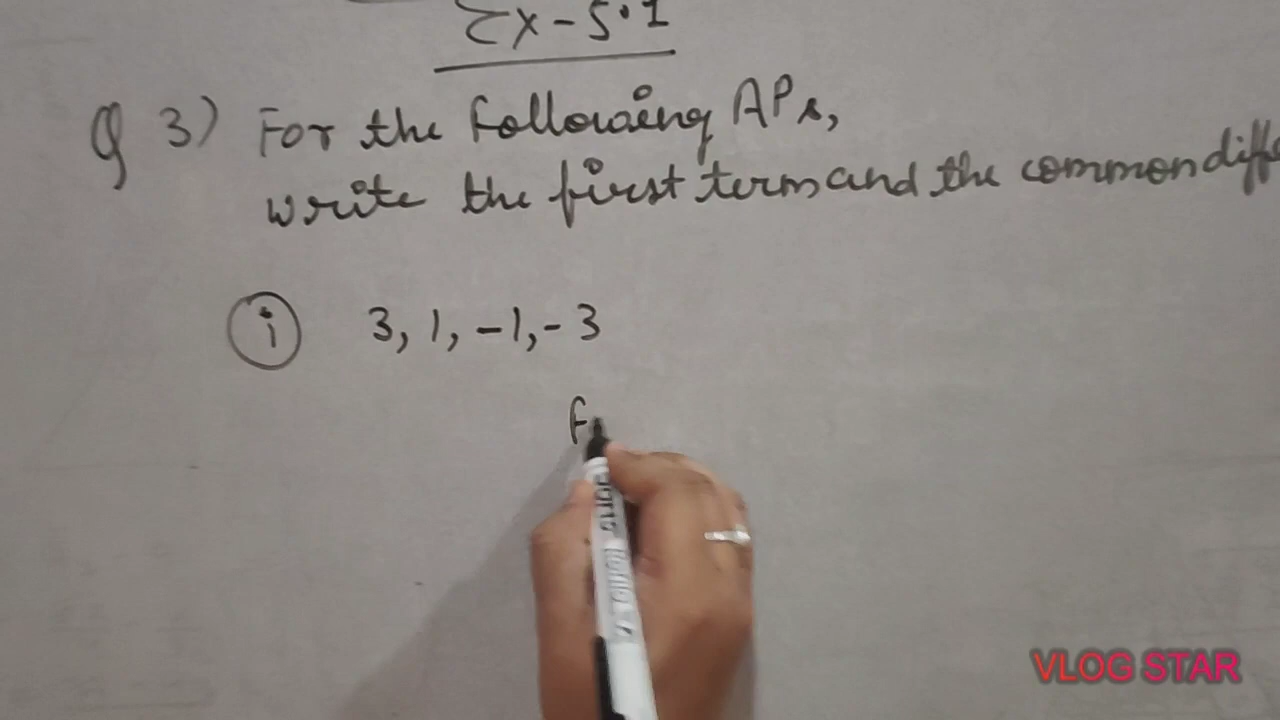 Ex-5.1
Q 3) For the following APs,
write the first term and the common diffe
i 3, 1, -1, -3
F
VLOG STAR